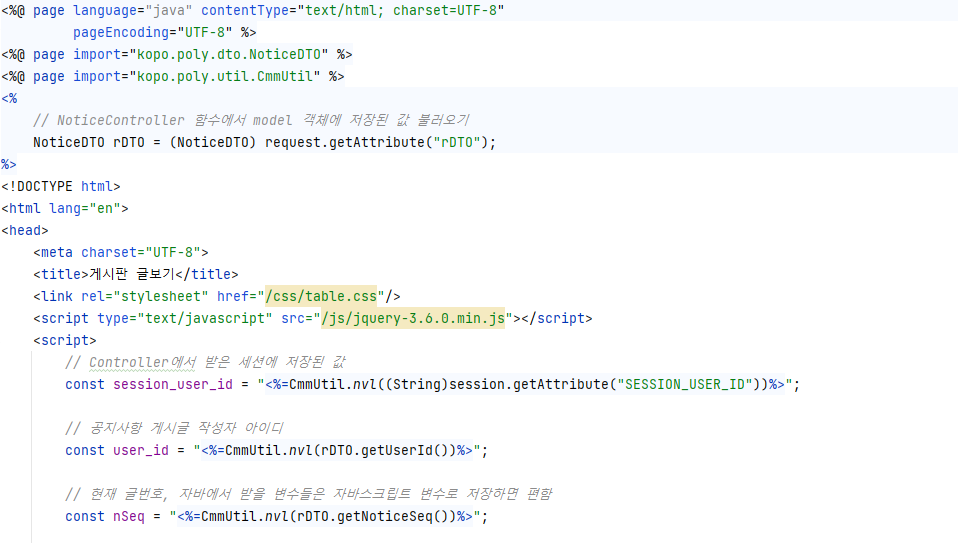 <%@ page language="java" contentType="text/html; charset=UTF-8"
         pageEncoding="UTF-8" %>
<%@ page import="kopo.poly.dto.NoticeDTO" %>
<%@ page import="kopo.poly.util.CmmUtil" %>
<%
    // NoticeController 함수에서 model 객체에 저장된 값 불러오기
    NoticeDTO rDTO = (NoticeDTO) request.getAttribute("rDTO");
%>
<!DOCTYPE html>
<html lang="en">
<head>
    <meta charset="UTF-8">
    <title>게시판 글보기</title>
    <link rel="stylesheet" href="/css/table.css"/>
    <script type="text/javascript" src="/js/jquery-3.6.0.min.js"></script>
    <script>
        // Controller에서 받은 세션에 저장된 값
        const session_user_id = "<%=CmmUtil.nvl((String)session.getAttribute("SESSION_USER_ID"))%>";
        // 공지사항 게시글 작성자 아이디
        const user_id = "<%=CmmUtil.nvl(rDTO.getUserId())%>";
        // 현재 글번호, 자바에서 받을 변수들은 자바스크립트 변수로 저장하면 편함
        const nSeq = "<%=CmmUtil.nvl(rDTO.getNoticeSeq())%>";